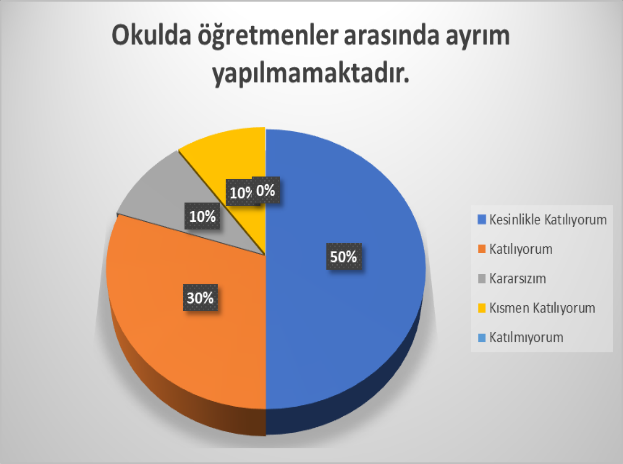 Okulda öğretmenler arasında ayrım
yapılmamaktadır.
10%
0%
10%
50%
30%
Kesinlikle Katılıyorum
Katılıyorum
Kararsızım
Kısmen Katılıyorum
Katılmıyorum